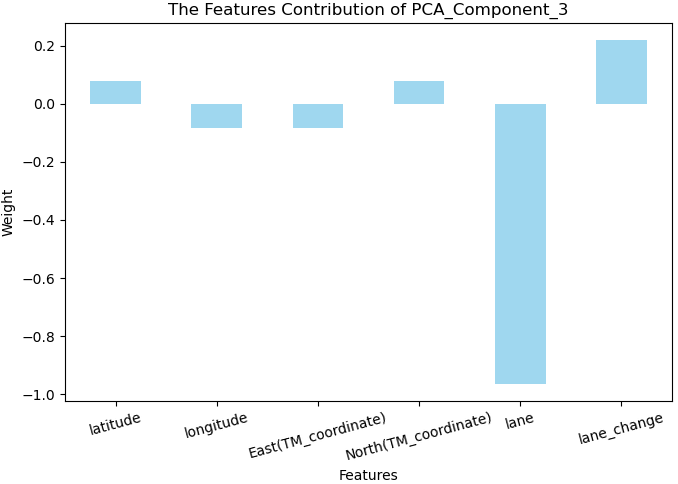 The Features Contribution of PCA_Component_3
0.2
0.0
−0.2
−0.4
−0.6
−0.8
−1.0
Weight
latitude
longitude
East(TM_coordinate)
North(TM_coordinate)
lane
lane_change
Features